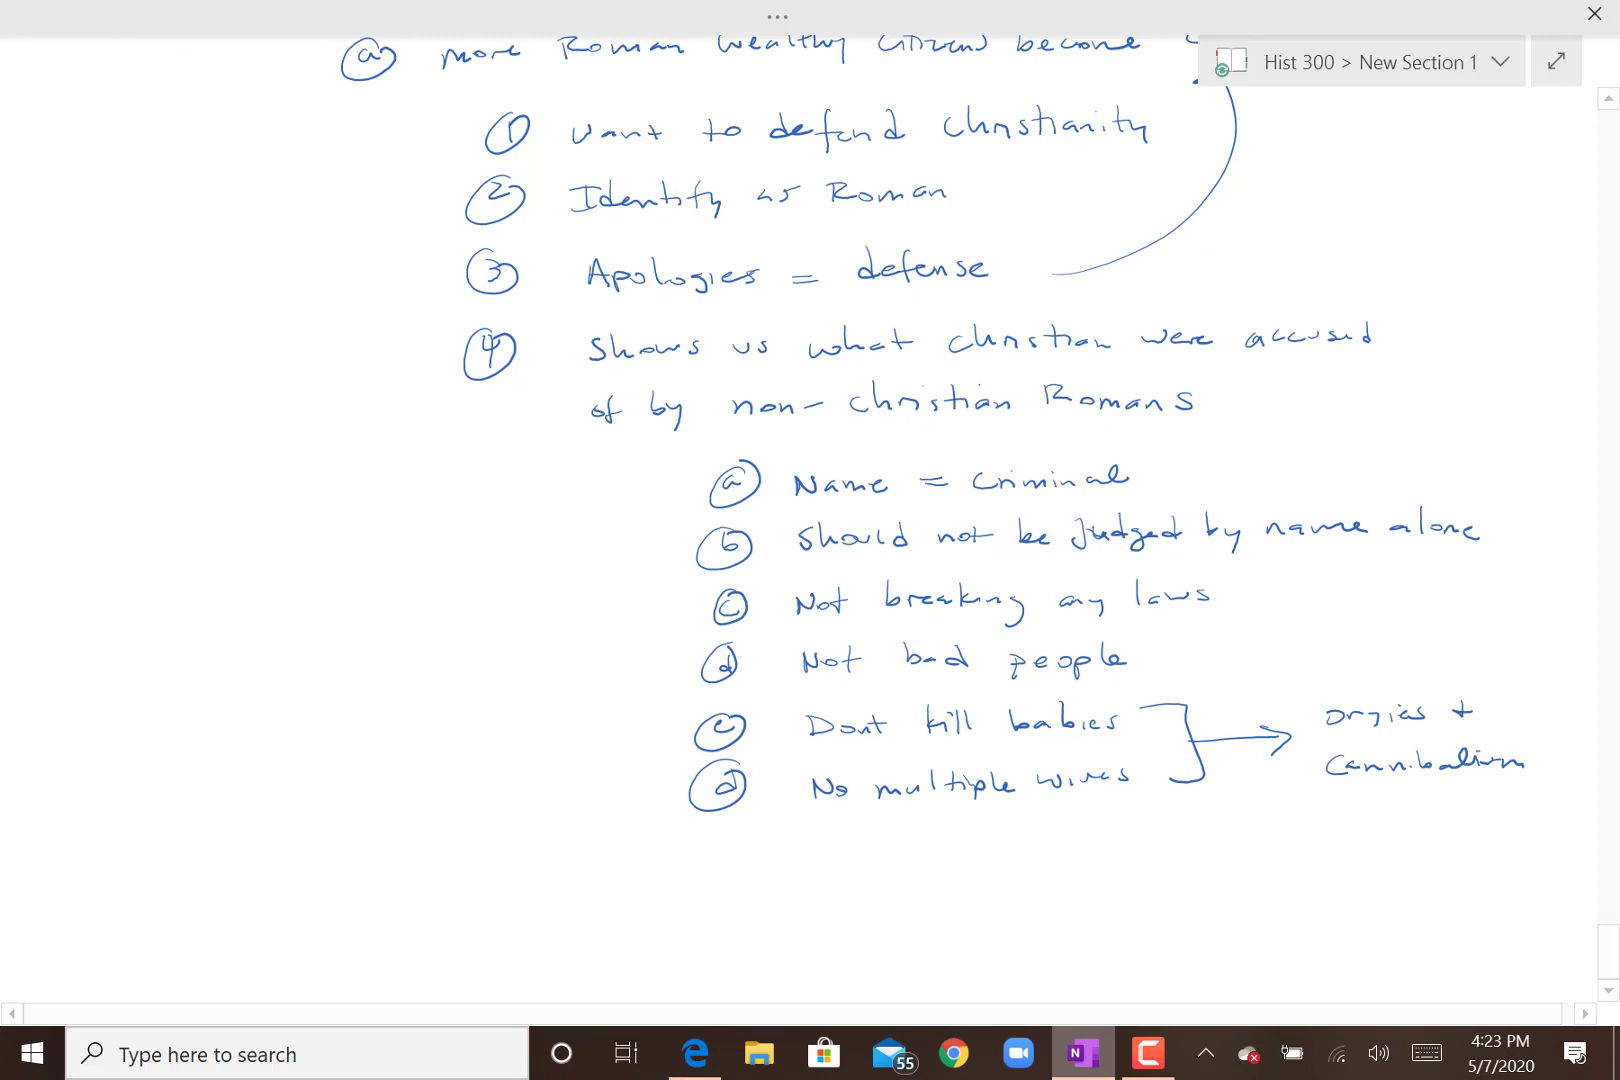 ⓐ more Roman wealthy citizens become
Hist 300 > New Section 1
① want to defend Christianity
② Identify as Roman
③ Apologies = defense
④ Shows us what Christian were accused
of by non-Christian Romans
ⓐ Name = Criminal
ⓑ Should not be Judged by name alone
ⓒ Not breaking any laws
ⓓ Not bad people
ⓔ Dont kill babies
Orgies +
Cannibalism
ⓓ No multiple wives
Type here to search
55
4:23 PM
5/7/2020